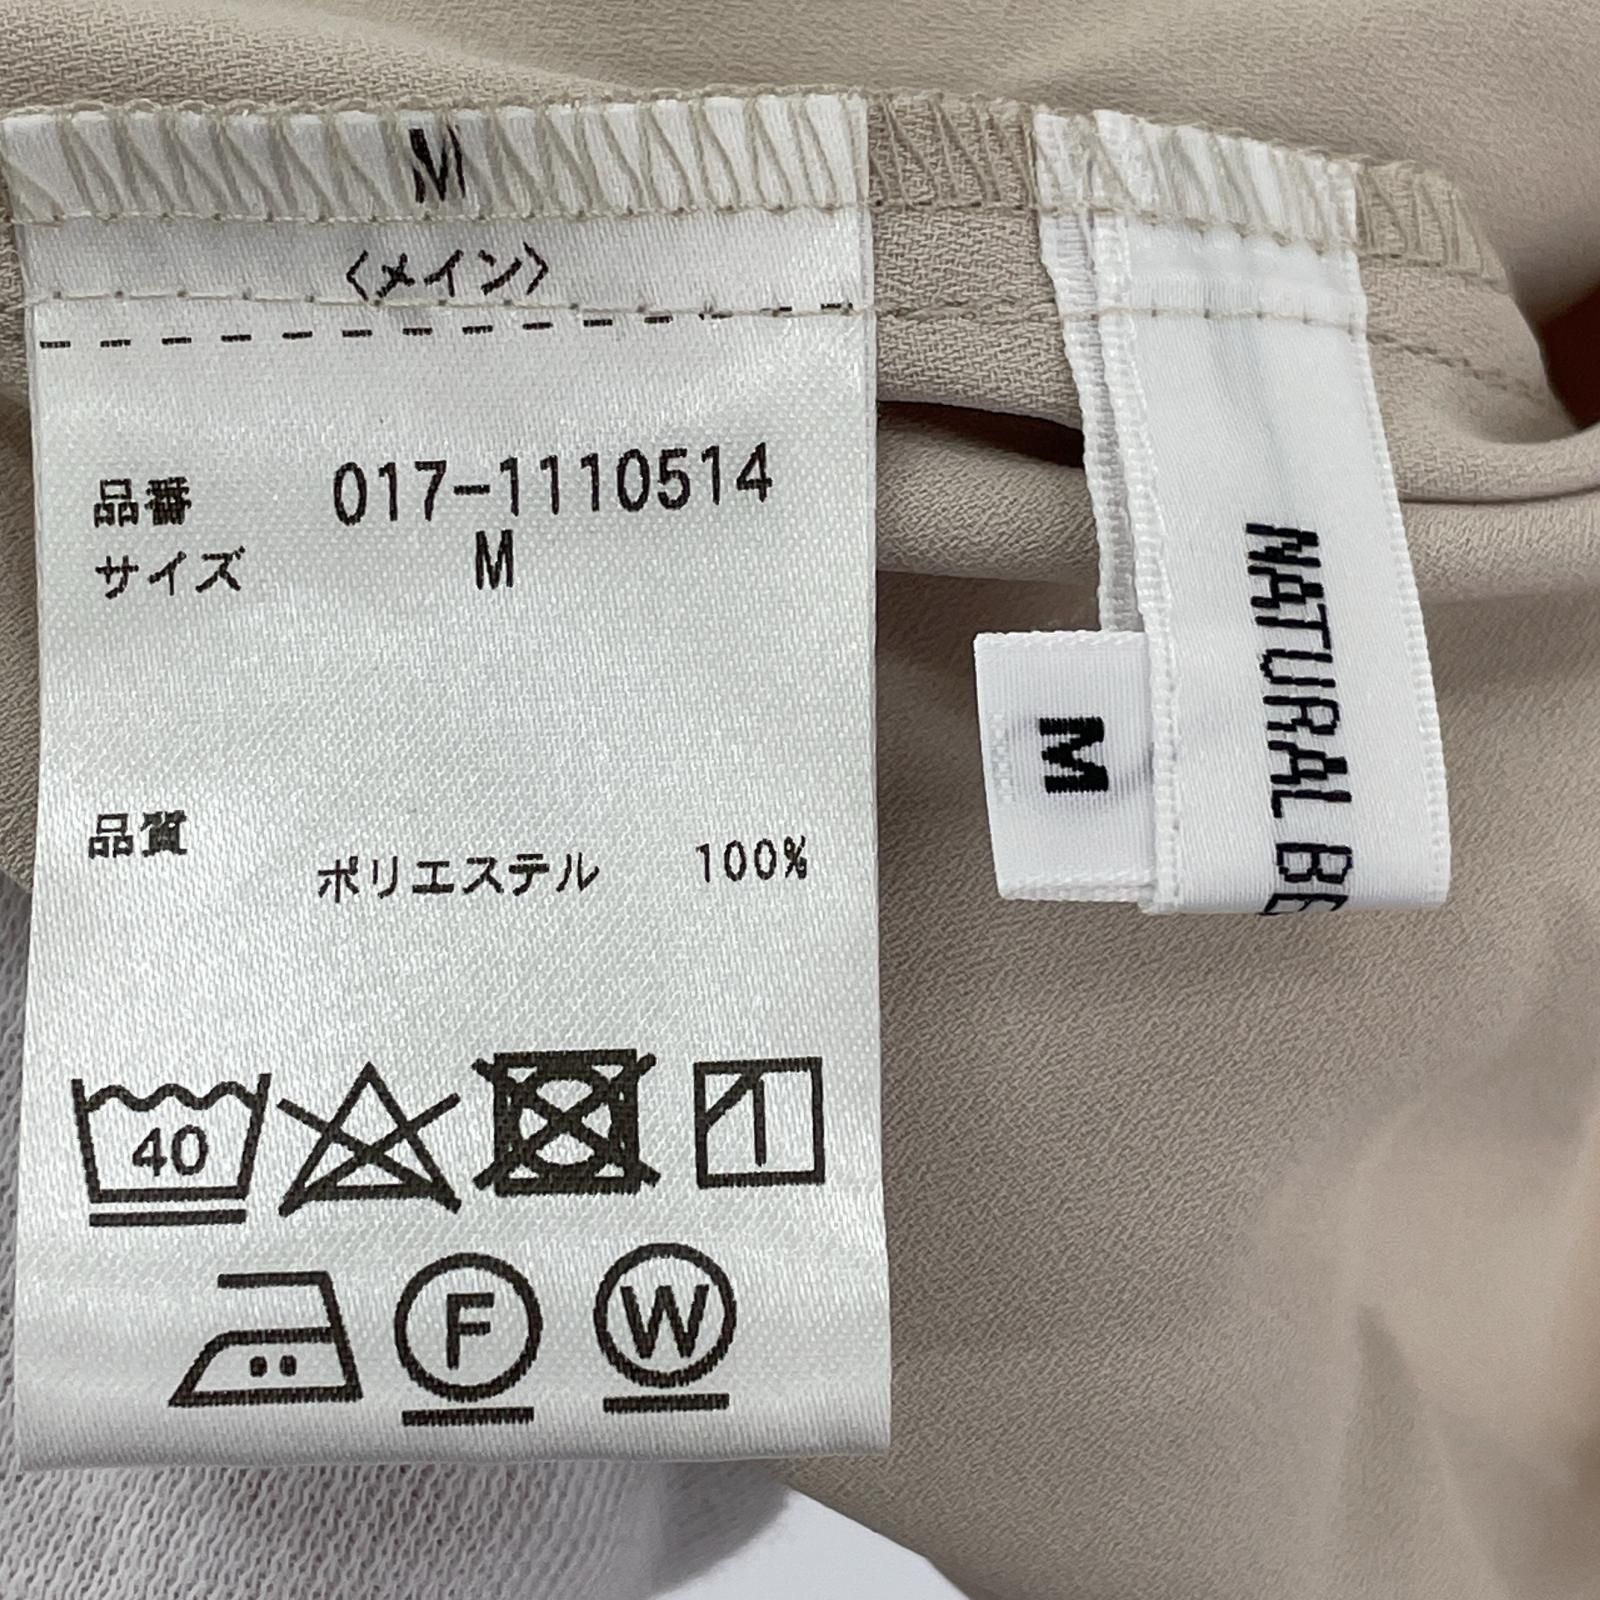 M
〈メイン〉
品番 017-1110514
サイズ M
品質
ポリエステル 100%
40
1
F
W
M
NATURAL BE